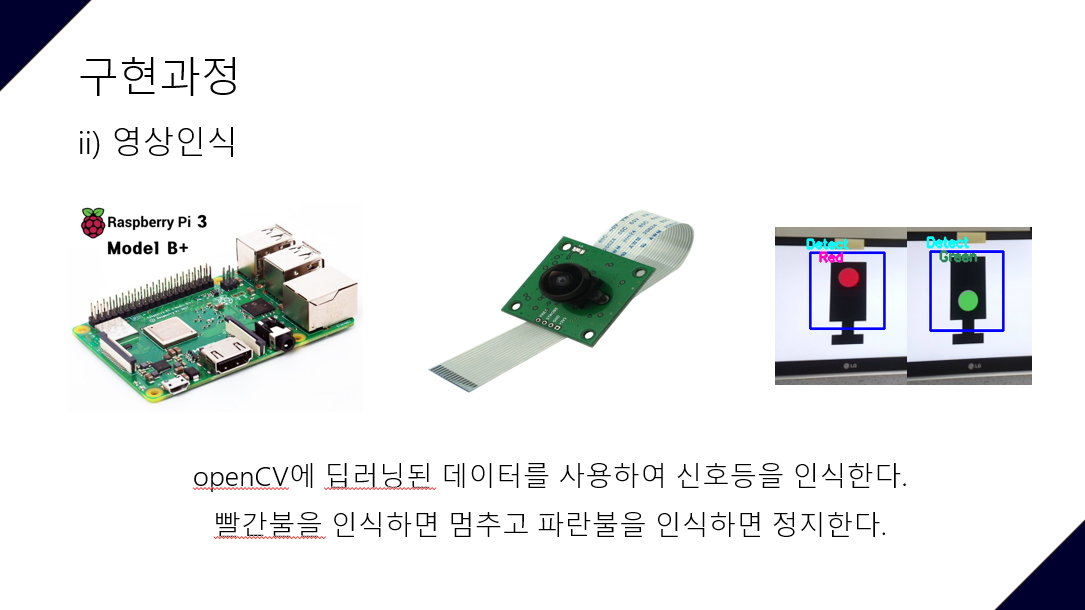 구현과정
ii) 영상인식
Raspberry Pi 3
Model B+
Detect
Red
Detect
Green
LG
LG
openCV에 딥러닝된 데이터를 사용하여 신호등을 인식한다.
빨간불을 인식하면 멈추고 파란불을 인식하면 정지한다.